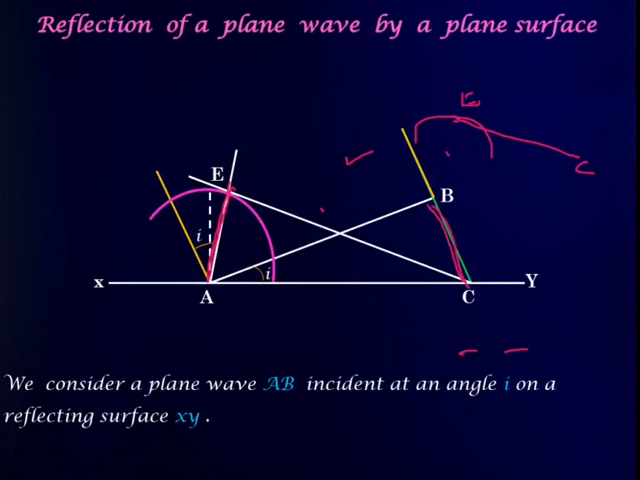 Reflection of a plane wave by a plane surface
E
E
B
C
i
i
x
Y
A
C
We consider a plane wave AB incident at an angle i on a
reflecting surface xy .